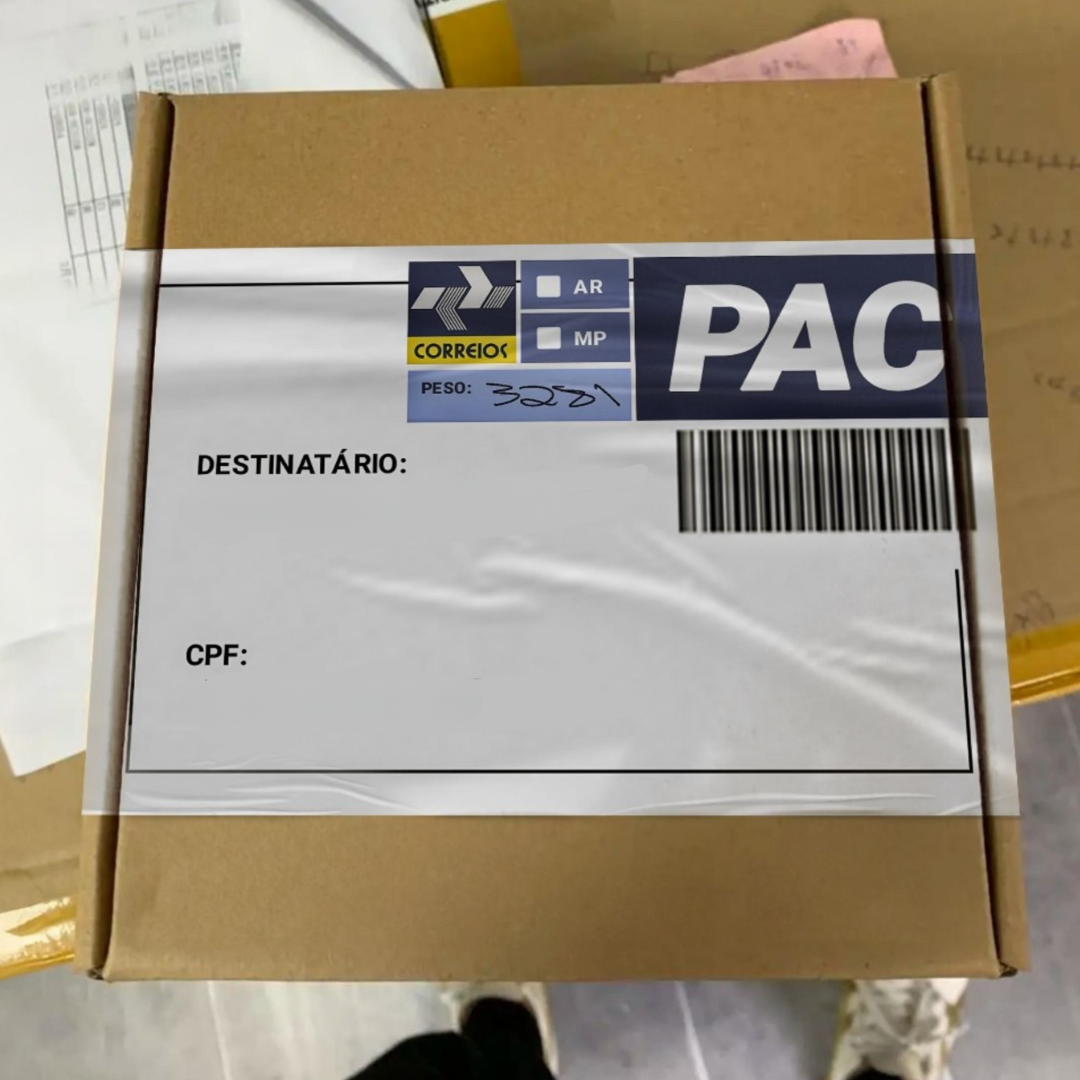 AR
PAC
MP
CORREIOS
PESO: 3281
DESTINATÁRIO:
CPF: